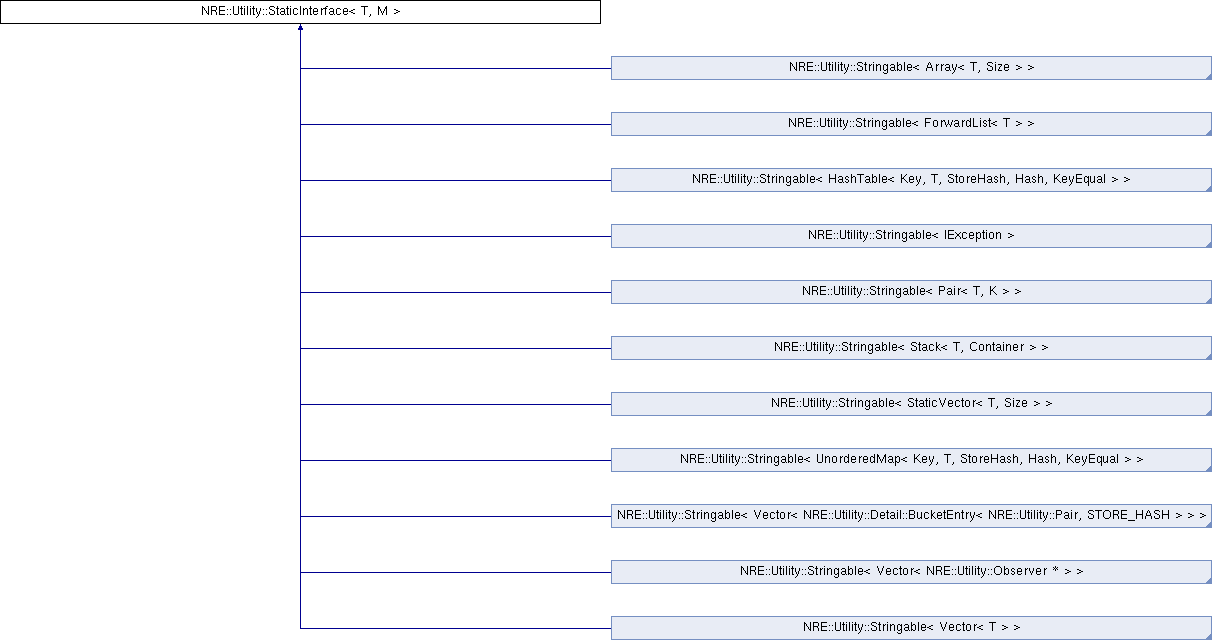 NRE::Utility::StaticInterface< T, M >
NRE::Utility::Stringable< Array< T, Size > >
NRE::Utility::Stringable< ForwardList< T > >
NRE::Utility::Stringable< HashTable< Key, T, StoreHash, Hash, KeyEqual > >
NRE::Utility::Stringable< IException >
NRE::Utility::Stringable< Pair< T, K > >
NRE::Utility::Stringable< Stack< T, Container > >
NRE::Utility::Stringable< StaticVector< T, Size > >
NRE::Utility::Stringable< UnorderedMap< Key, T, StoreHash, Hash, KeyEqual > >
NRE::Utility::Stringable< Vector< NRE::Utility::Detail::BucketEntry< NRE::Utility::Pair, STORE_HASH > > >
NRE::Utility::Stringable< Vector< NRE::Utility::Observer * > >
NRE::Utility::Stringable< Vector< T > >